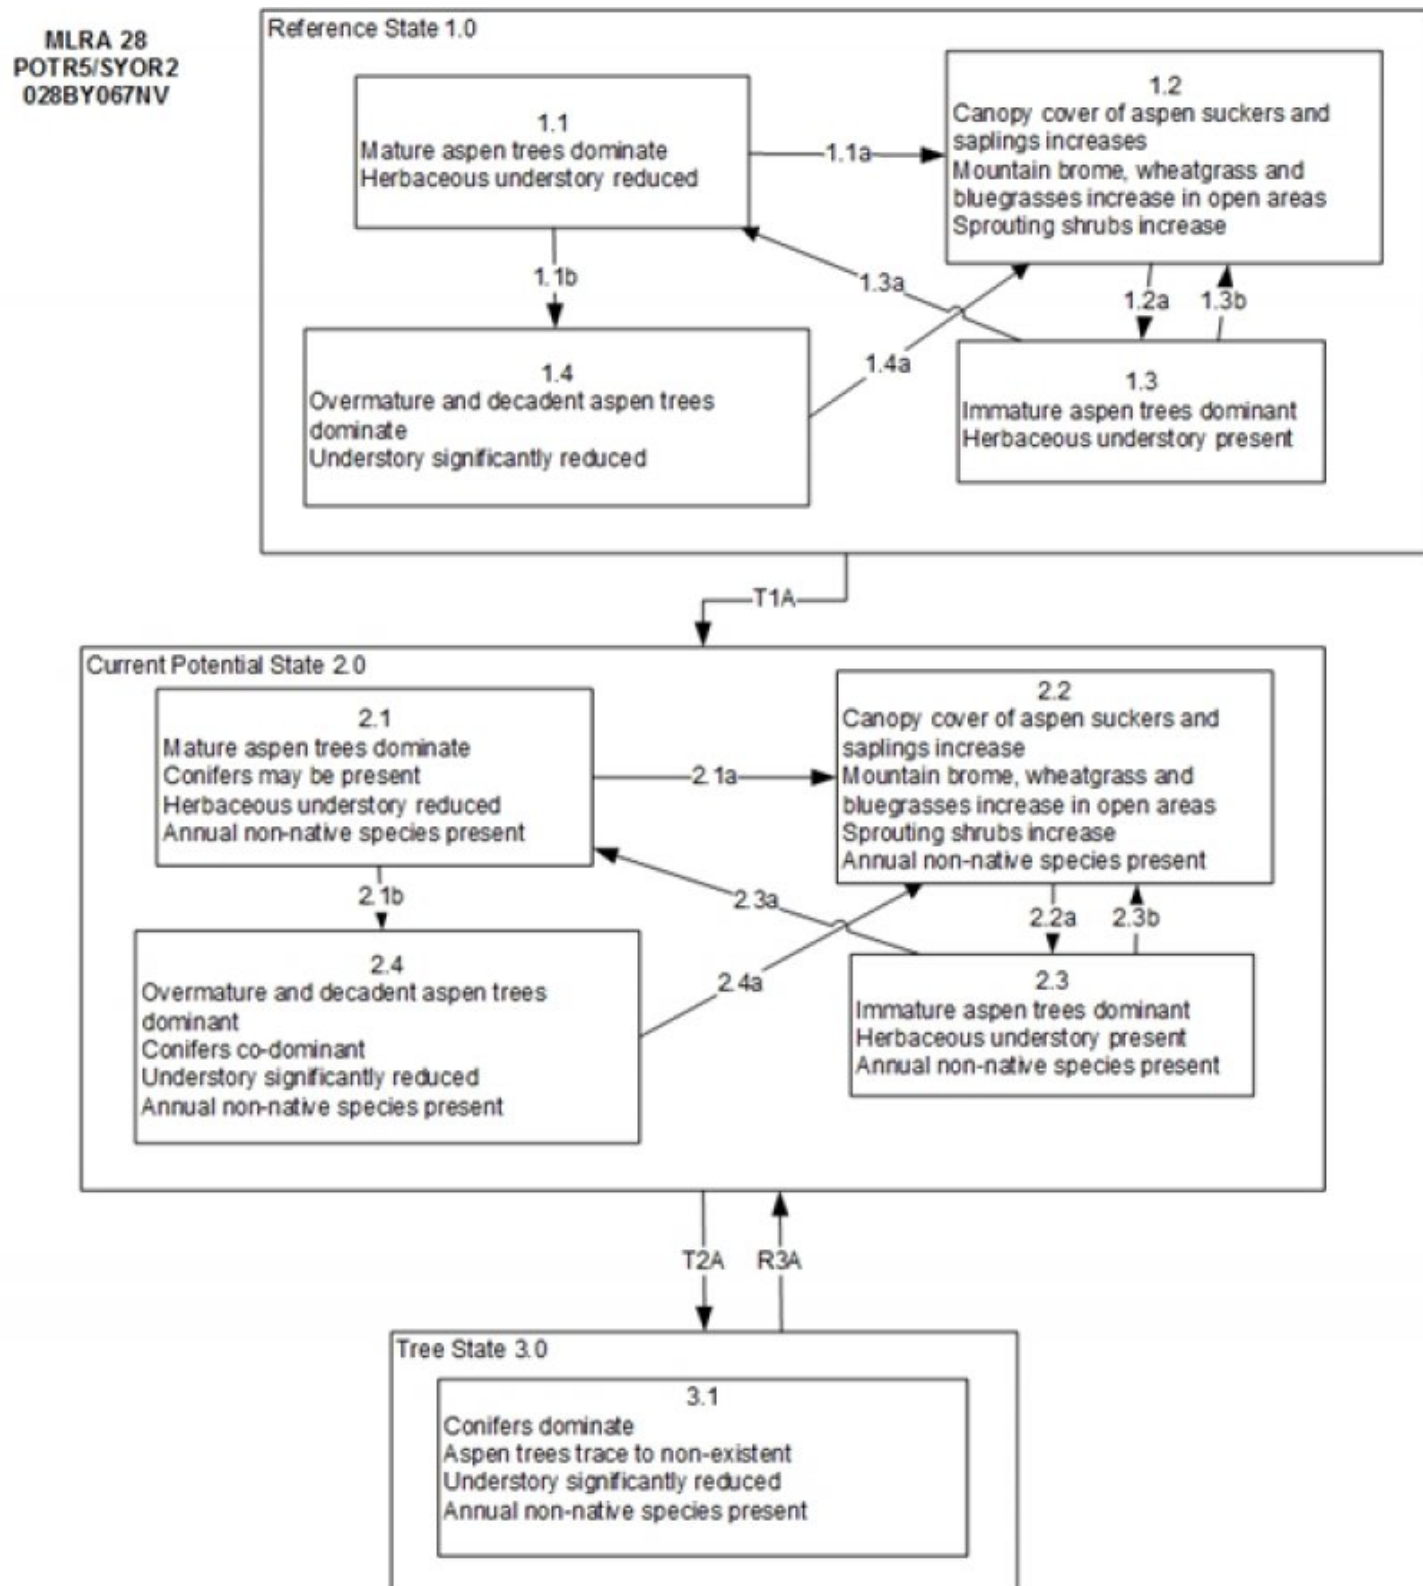 MLRA 28
POTR5/SYOR2
028BY067NV
Reference State 1.0
1.1
Mature aspen trees dominate
Herbaceous understory reduced
1.1a
1.2
Canopy cover of aspen suckers and
saplings increases
Mountain brome, wheatgrass and
bluegrasses increase in open areas
Sprouting shrubs increase
1.1b
1.3a
1.2a
1.3b
1.4a
1.4
Overmature and decadent aspen trees
dominate
Understory significantly reduced
1.3
Immature aspen trees dominant
Herbaceous understory present
T1A
Current Potential State 2.0
2.1
Mature aspen trees dominate
Conifers may be present
Herbaceous understory reduced
Annual non-native species present
2.1a
2.2
Canopy cover of aspen suckers and
saplings increase
Mountain brome, wheatgrass and
bluegrasses increase in open areas
Sprouting shrubs increase
Annual non-native species present
2.1b
2.3a
2.2a
2.3b
2.4a
2.4
Overmature and decadent aspen trees
dominant
Conifers co-dominant
Understory significantly reduced
Annual non-native species present
2.3
Immature aspen trees dominant
Herbaceous understory present
Annual non-native species present
T2A
R3A
Tree State 3.0
3.1
Conifers dominate
Aspen trees trace to non-existent
Understory significantly reduced
Annual non-native species present